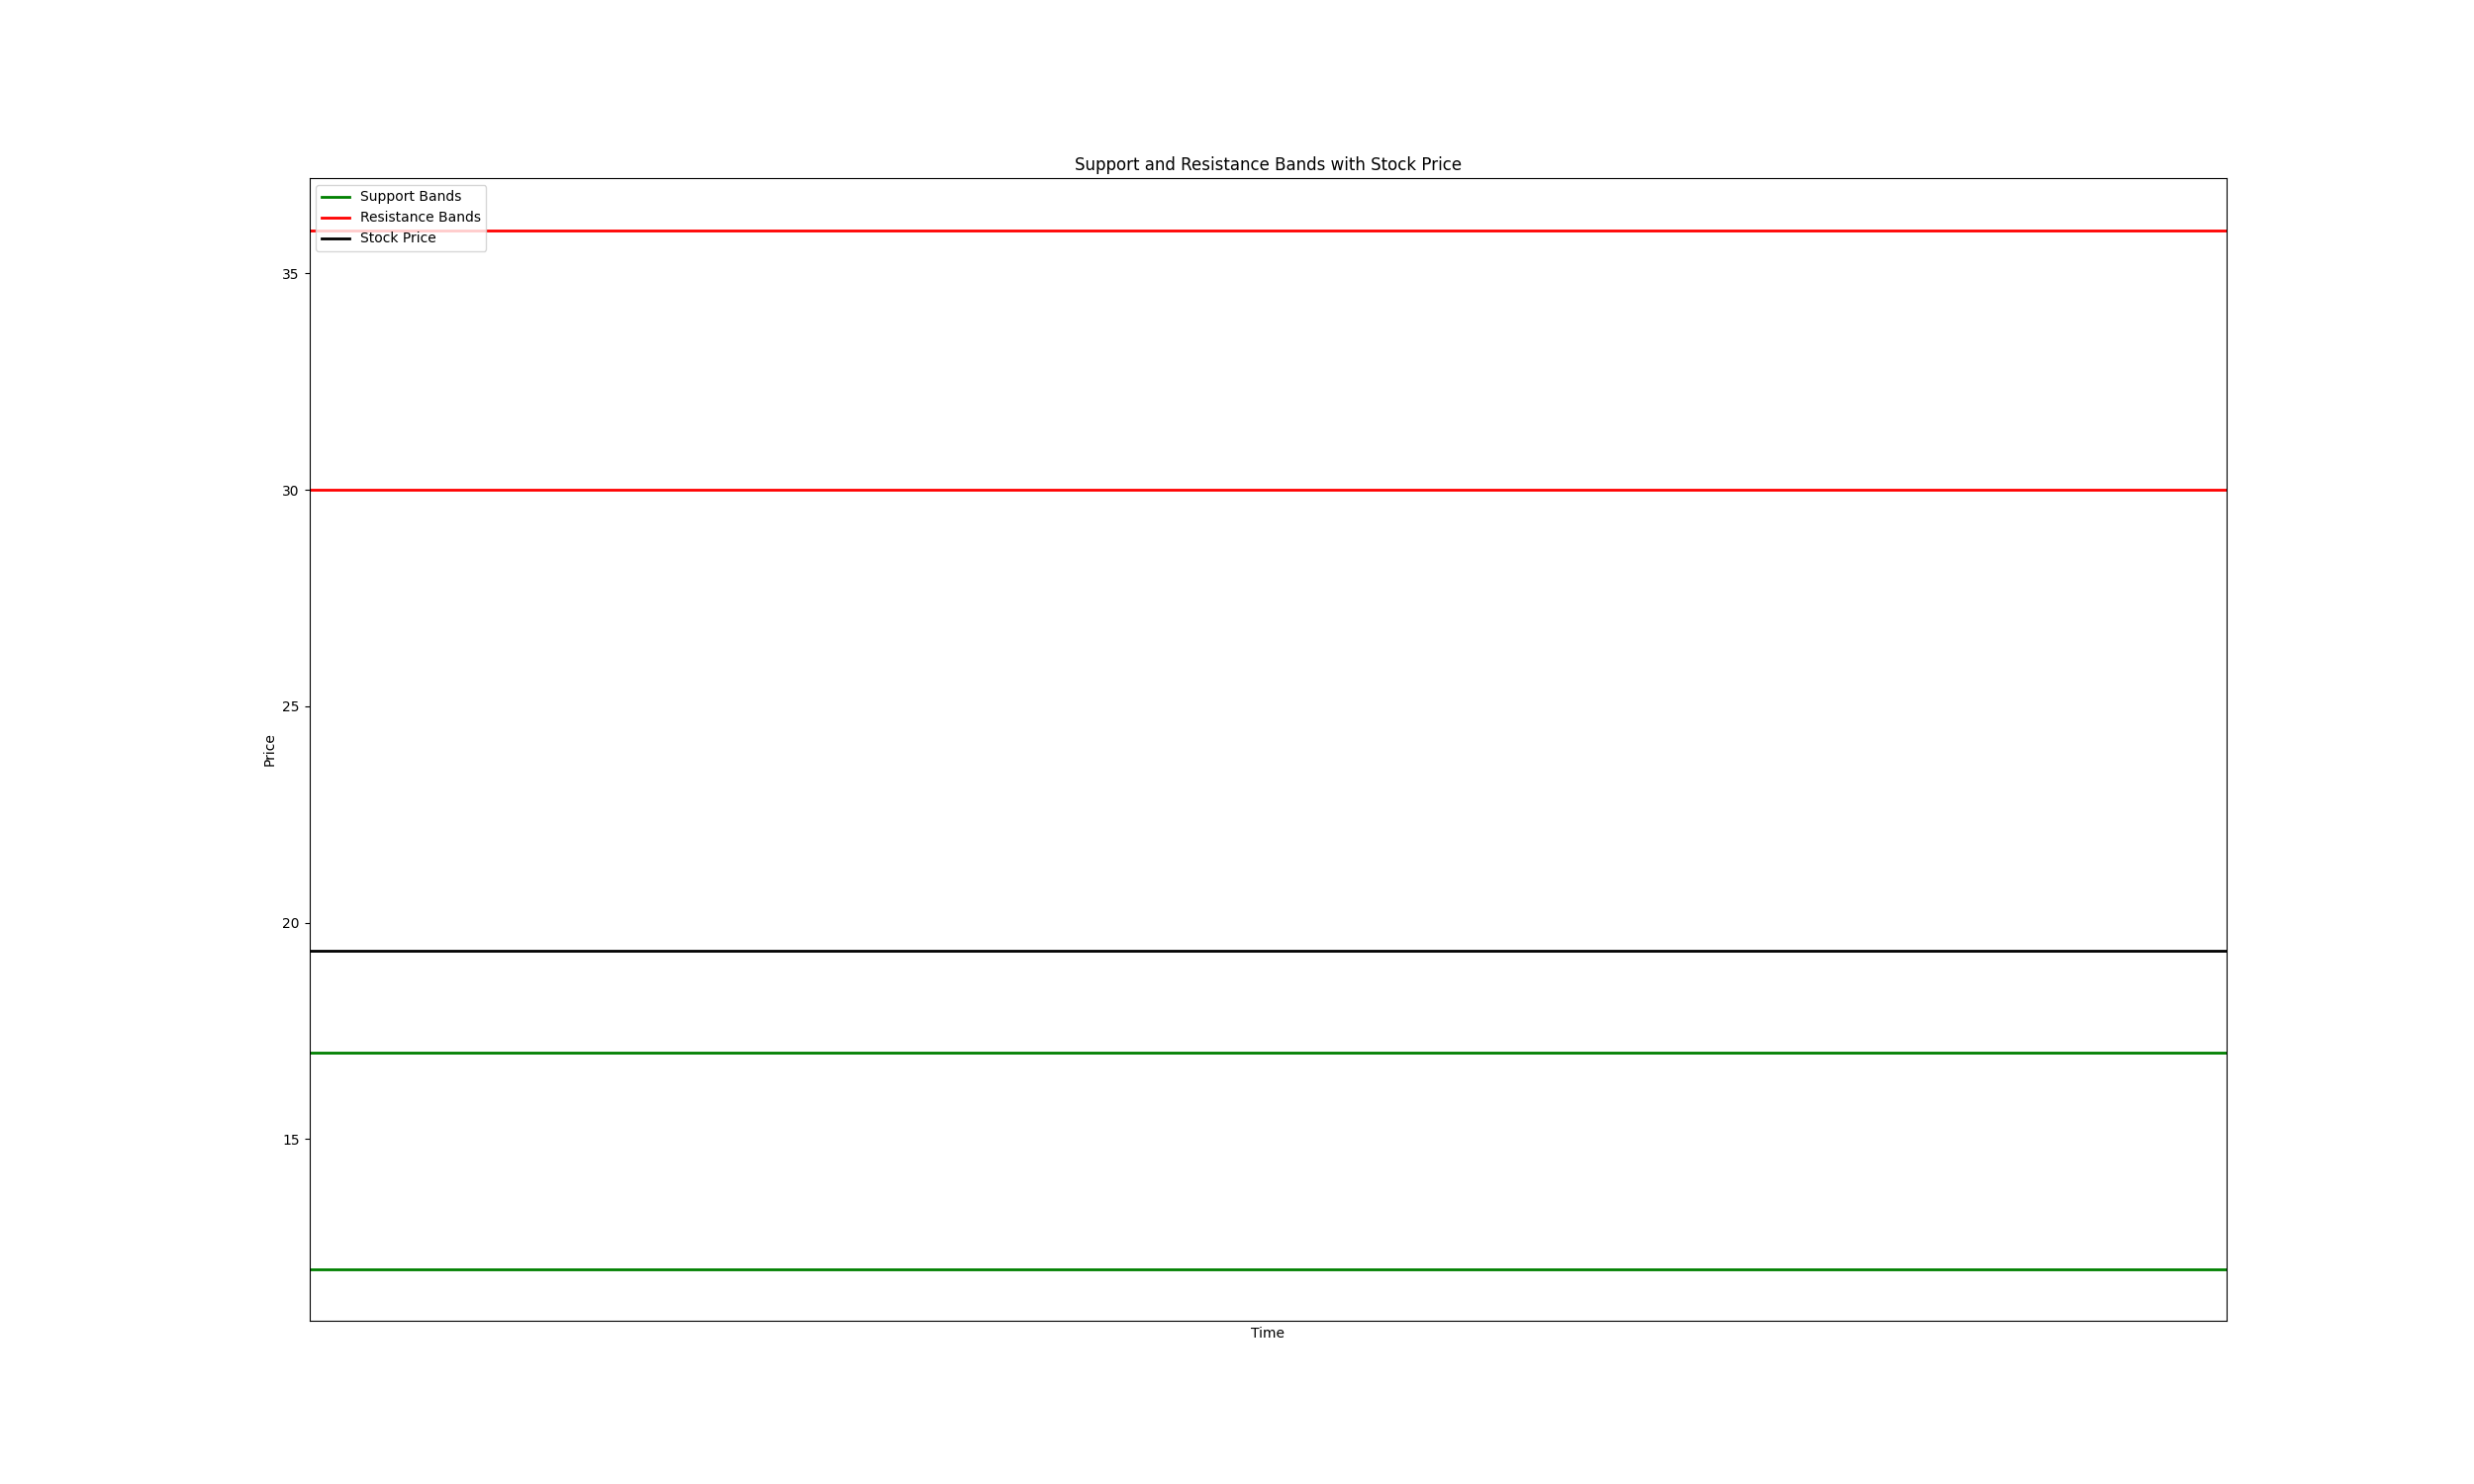 Support and Resistance Bands with Stock Price
Support Bands
Resistance Bands
Stock Price
35
30
25
20
15
Price
Time